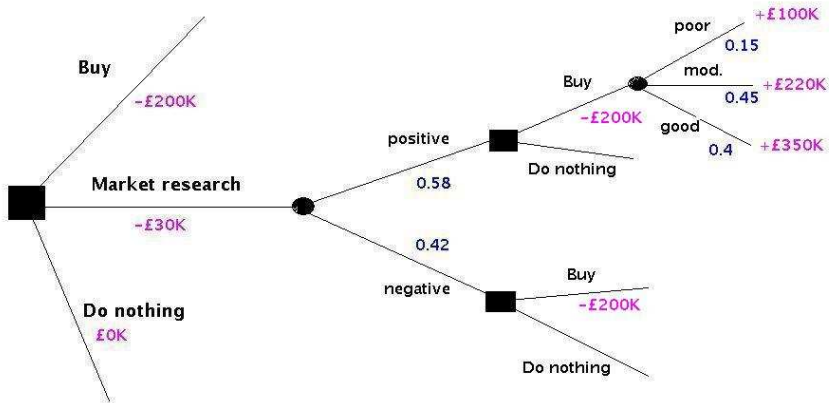 Buy
-£200K
Market research
-£30K
Do nothing
£0K
positive
0.58
0.42
negative
Buy
-£200K
Do nothing
poor
+£100K
0.15
mod.
+£220K
0.45
good
+£350K
0.4
Buy
-£200K
Do nothing